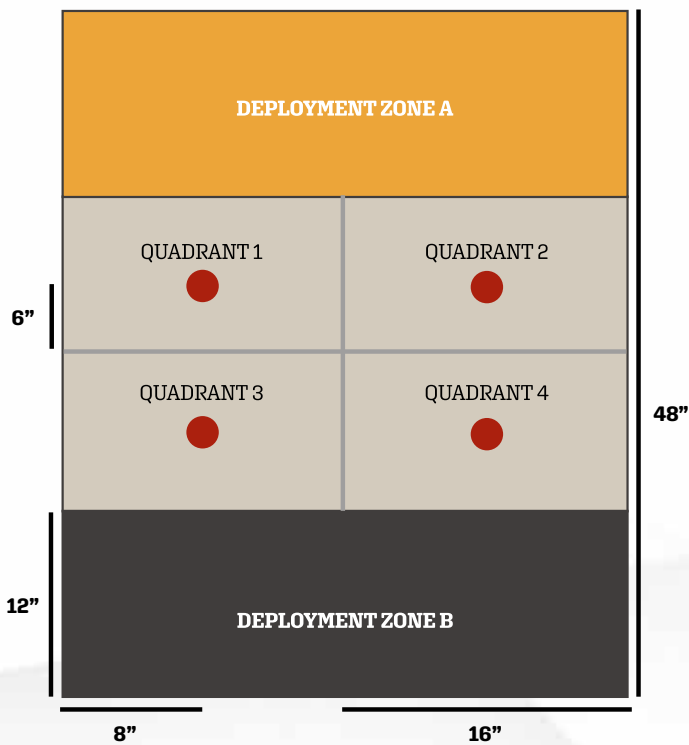 DEPLOYMENT ZONE A
QUADRANT 1
QUADRANT 2
6”
QUADRANT 3
QUADRANT 4
48”
12”
DEPLOYMENT ZONE B
8”
16”